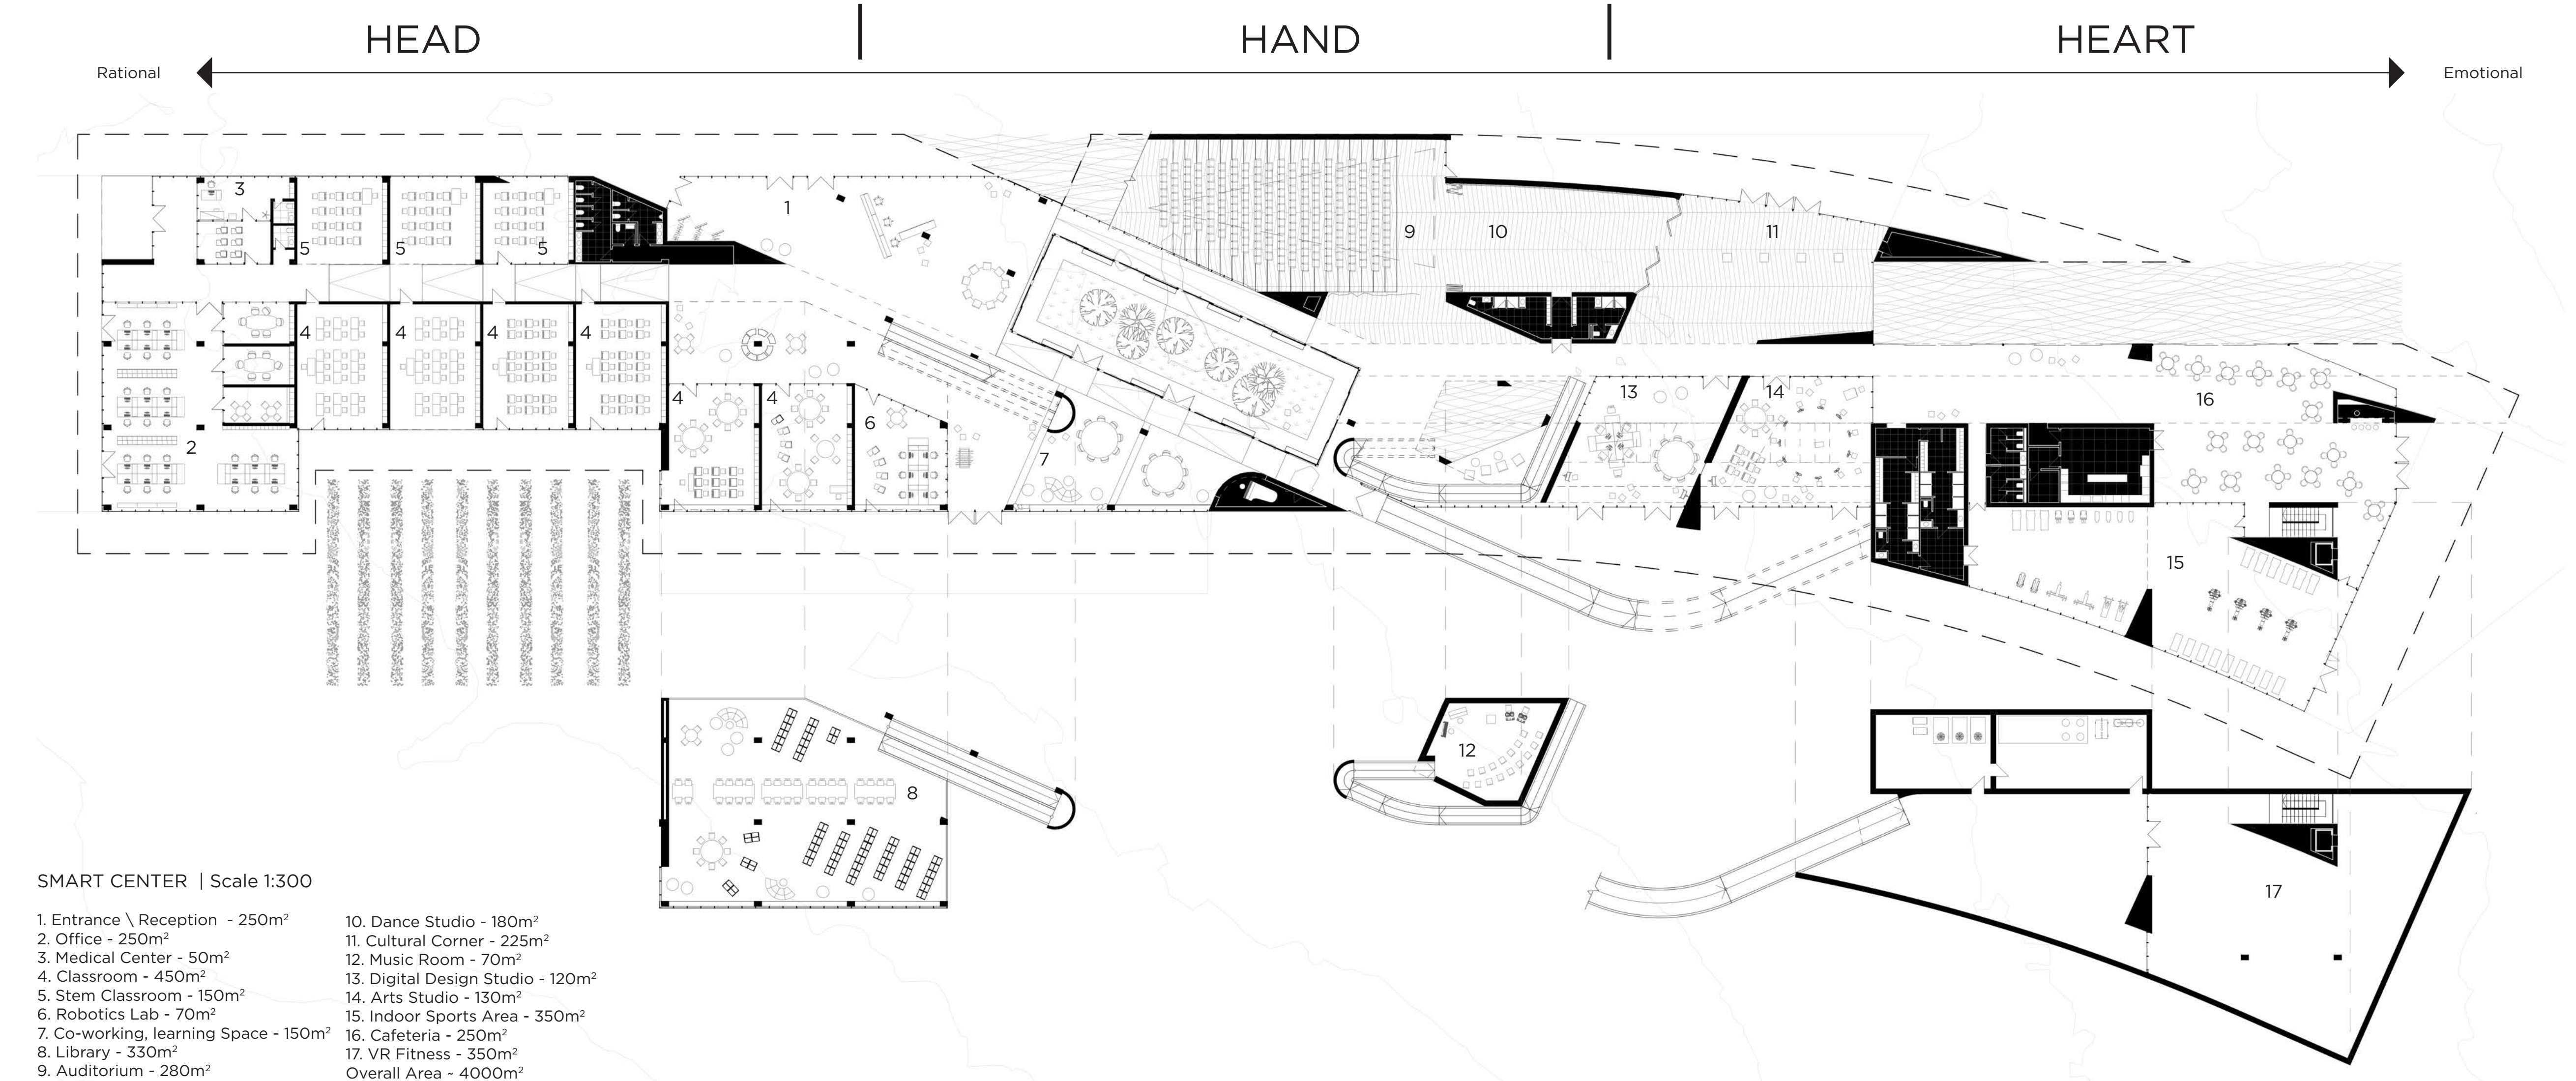 HEAD
HAND
HEART
Rational
Emotional
3
1
5
5
5
9
10
11
4
4
4
4
2
4
4
6
7
13
14
16
15
12
8
17
SMART CENTER | Scale 1:300
1. Entrance \ Reception - 250m²
2. Office - 250m²
3. Medical Center - 50m²
4. Classroom - 450m²
5. Stem Classroom - 150m²
6. Robotics Lab - 70m²
7. Co-working, learning Space - 150m²
8. Library - 330m²
9. Auditorium - 280m²
10. Dance Studio - 180m²
11. Cultural Corner - 225m²
12. Music Room - 70m²
13. Digital Design Studio - 120m²
14. Arts Studio - 130m²
15. Indoor Sports Area - 350m²
16. Cafeteria - 250m²
17. VR Fitness - 350m²
Overall Area ~ 4000m²